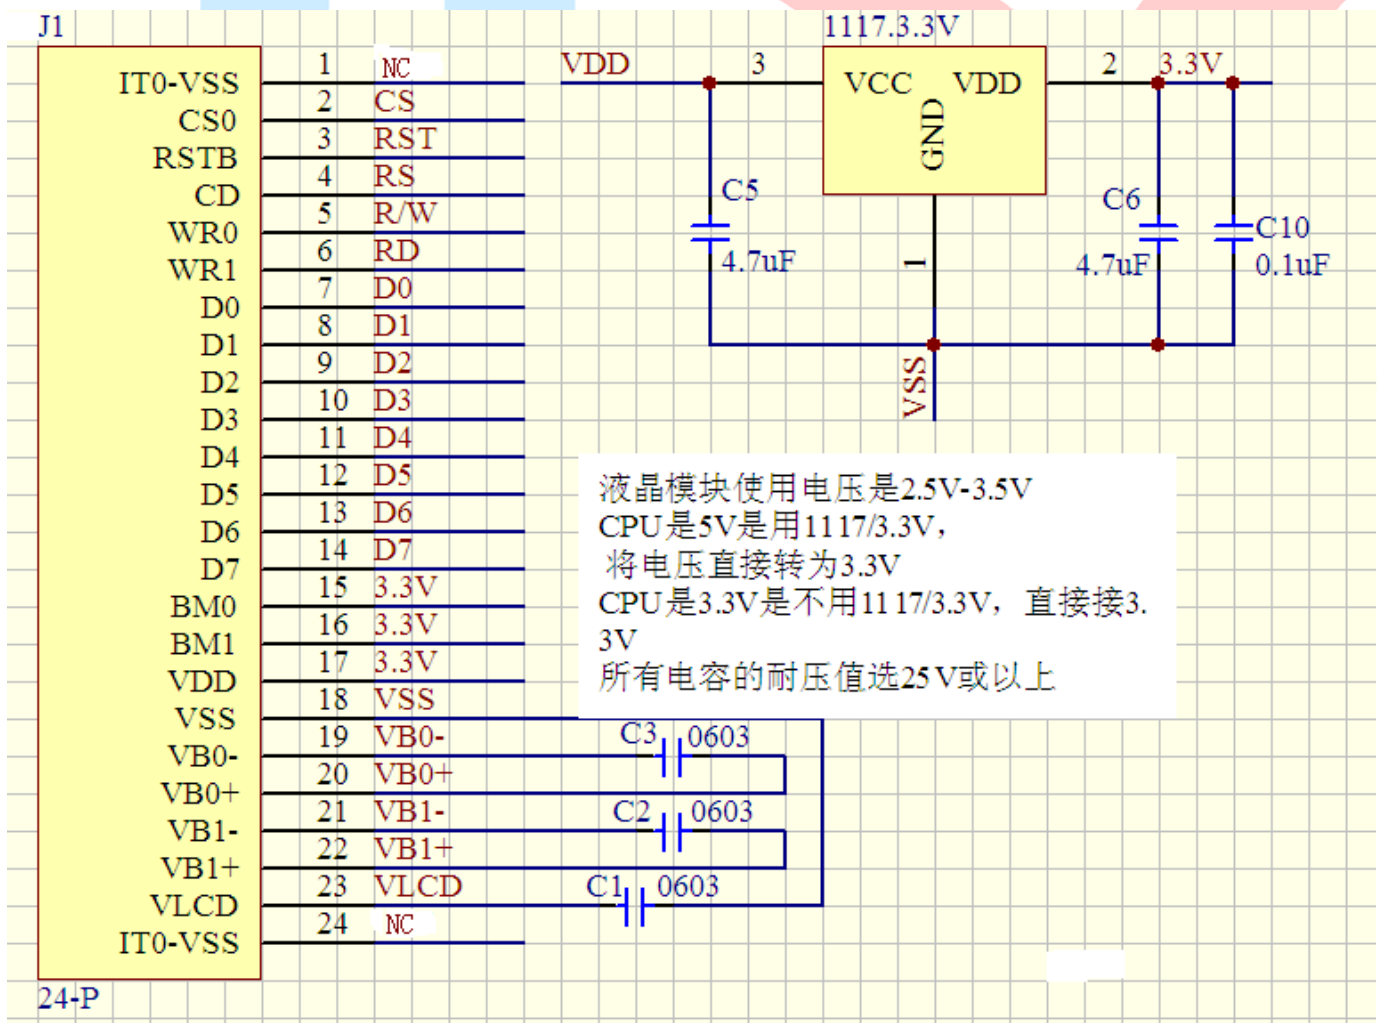 J1
1117.3.3V
IT0-VSS 1 NC
CS0 2 CS
RSTB 3 RST
CD 4 RS
WR0 5 R/W
WR1 6 RD
D0 7 D0
D1 8 D1
D2 9 D2
D3 10 D3
D4 11 D4
D5 12 D5
D6 13 D6
D7 14 D7
BM0 15 3.3V
BM1 16 3.3V
VDD 17 3.3V
VSS 18 VSS
VB0- 19 VB0-
VB0+ 20 VB0+
VB1- 21 VB1-
VB1+ 22 VB1+
VLCD 23 VLCD
IT0-VSS 24 NC
24-P
VDD 3 VCC VDD 2 3.3V
GND
C5
4.7uF
1
C6
4.7uF
C10
0.1uF
VSS
液晶模块使用电压是2.5V-3.5V
CPU是5V是用1117/3.3V，
将电压直接转为3.3V
CPU是3.3V是不用1117/3.3V，直接接3.
3V
所有电容的耐压值选25V或以上
C3 0603
C2 0603
C1 0603